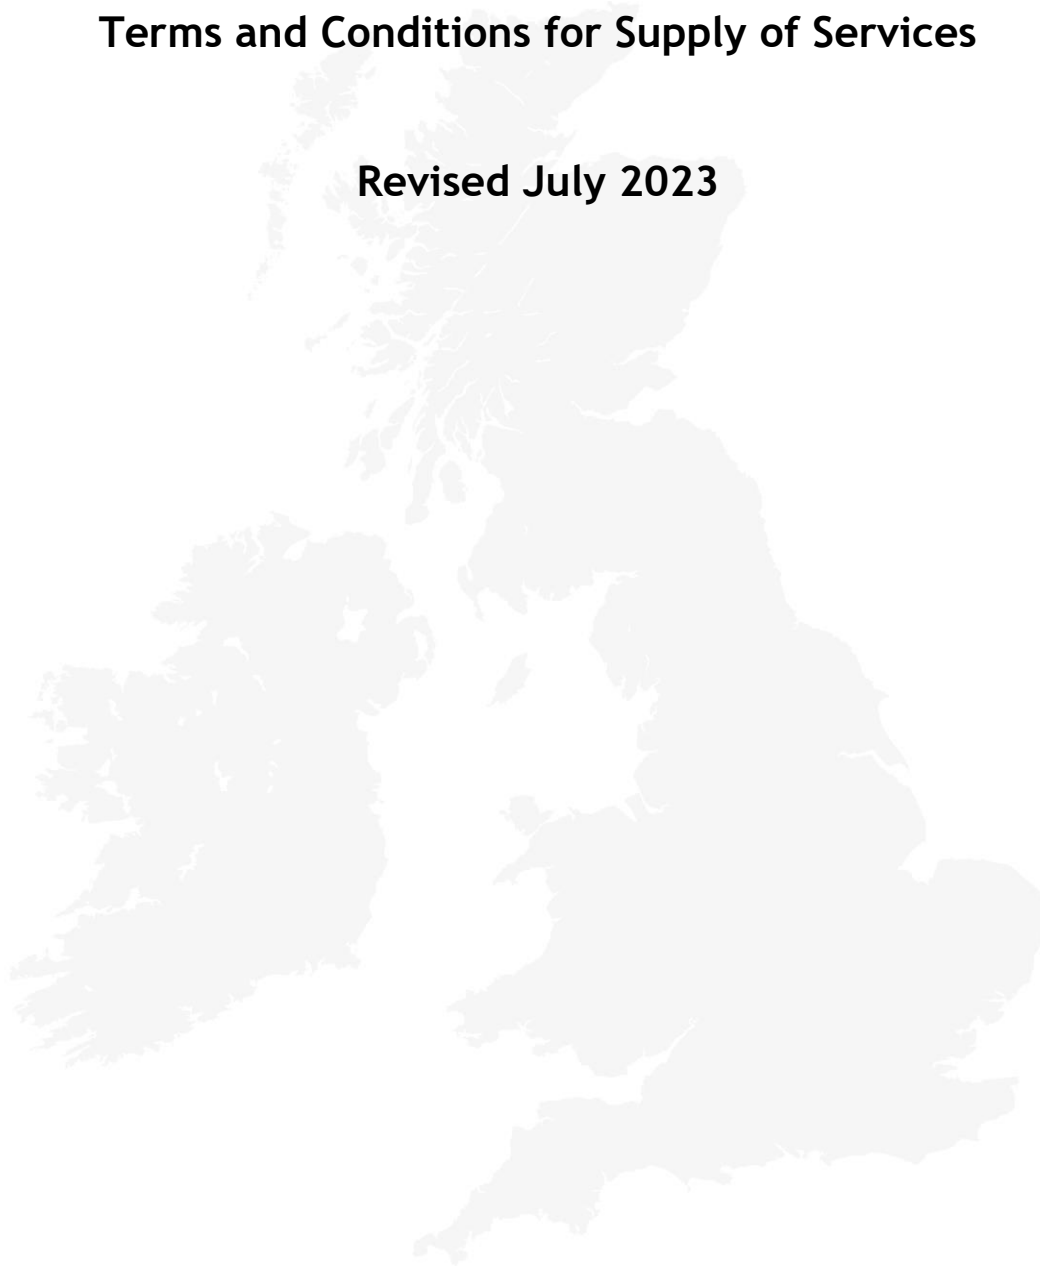 Terms and Conditions for Supply of Services
Revised July 2023